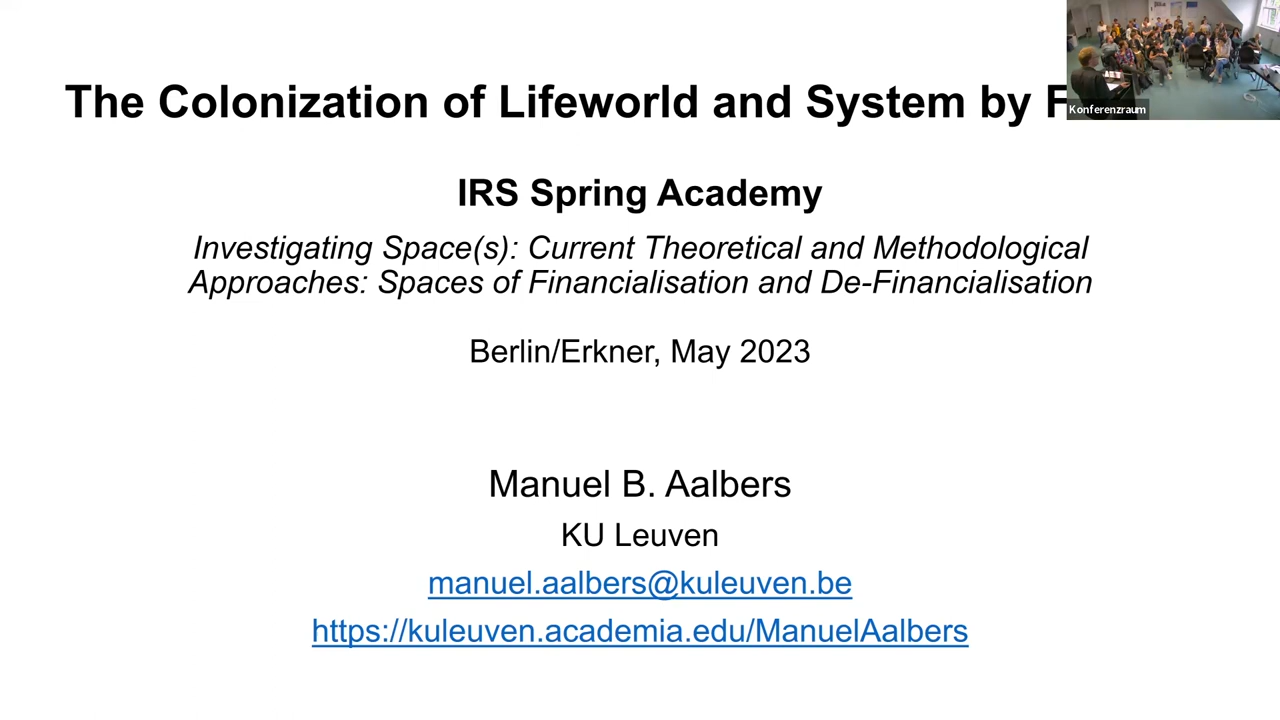 The Colonization of Lifeworld and System by
Konferenzraum
IRS Spring Academy
Investigating Space(s): Current Theoretical and Methodological
Approaches: Spaces of Financialisation and De-Financialisation
Berlin/Erkner, May 2023
Manuel B. Aalbers
KU Leuven
manuel.aalbers@kuleuven.be
https://kuleuven.academia.edu/ManuelAalbers